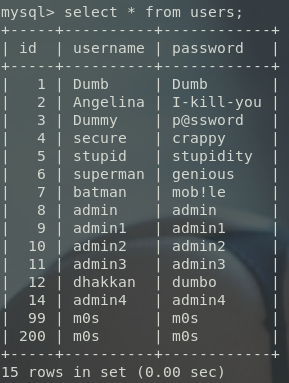 mysql> select * from users;
+-----+----------+------------+
| id  | username | password   |
+-----+----------+------------+
|   1 | Dumb     | Dumb       |
|   2 | Angelina | I-kill-you |
|   3 | Dummy    | p@ssword   |
|   4 | secure   | crappy     |
|   5 | stupid   | stupidity  |
|   6 | superman | genious    |
|   7 | batman   | mob!le     |
|   8 | admin    | admin      |
|   9 | admin1   | admin1     |
|  10 | admin2   | admin2     |
|  11 | admin3   | admin3     |
|  12 | dhakkan  | dumbo      |
|  14 | admin4   | admin4     |
|  99 | m0s      | m0s        |
| 200 | m0s      | m0s        |
+-----+----------+------------+
15 rows in set (0.00 sec)